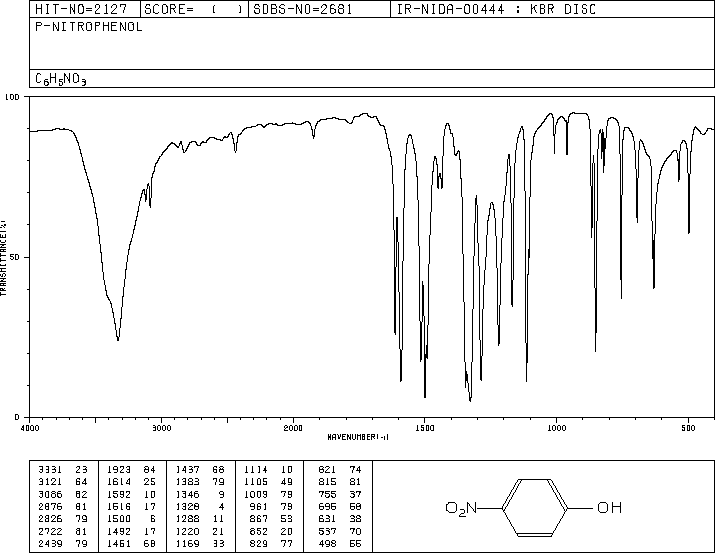 HIT-NO=2127 SCORE= ( ) SDBS-NO=2681 IR-NIDA-00444 : KBR DISC
P-NITROPHENOL
C6H5NO3
100
50
0
TRANSMITTANCE(%)
4000 3000 2000 1500 1000 500
WAVENUMBER(-1)
3331 23 1923 84 1437 68 1114 10 821 74
3121 64 1614 25 1383 79 1105 49 815 81
3086 62 1592 10 1346 9 1009 79 755 37
2876 81 1516 17 1328 4 961 79 695 58
2826 79 1500 6 1288 11 867 53 631 38
2722 81 1492 17 1220 21 852 20 537 70
2439 79 1451 68 1169 33 829 77 498 55
O2N OH